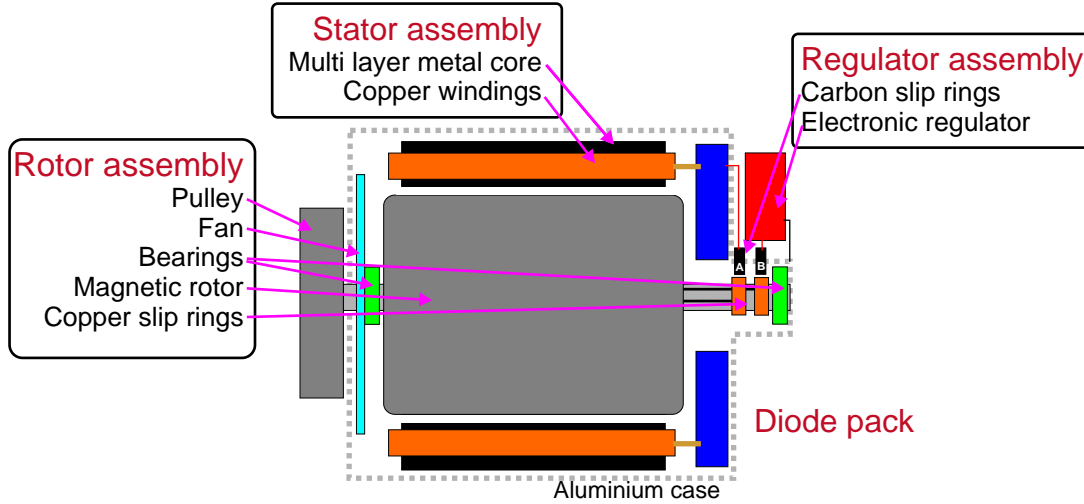 Stator assembly
Multi layer metal core
Copper windings
Regulator assembly
Carbon slip rings
Electronic regulator
Rotor assembly
Pulley
Fan
Bearings
Magnetic rotor
Copper slip rings
A
B
Diode pack
Aluminium case